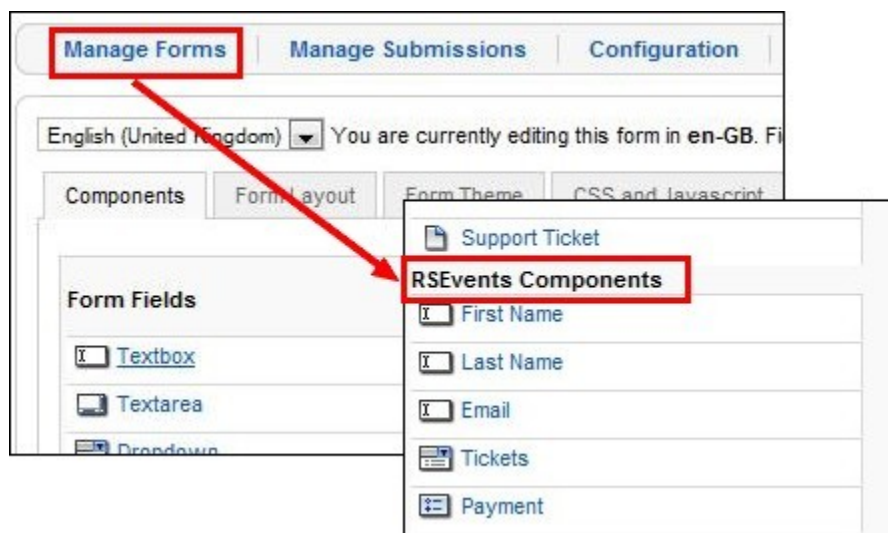 Manage Forms Manage Submissions Configuration
English (United Kingdom) You are currently editing this form in en-GB. Fi
Components Form Layout Form Theme CSS and Javascript
Form Fields
Textbox
Textarea
Dropdown
Support Ticket
RSEvents Components
First Name
Last Name
Email
Tickets
Payment